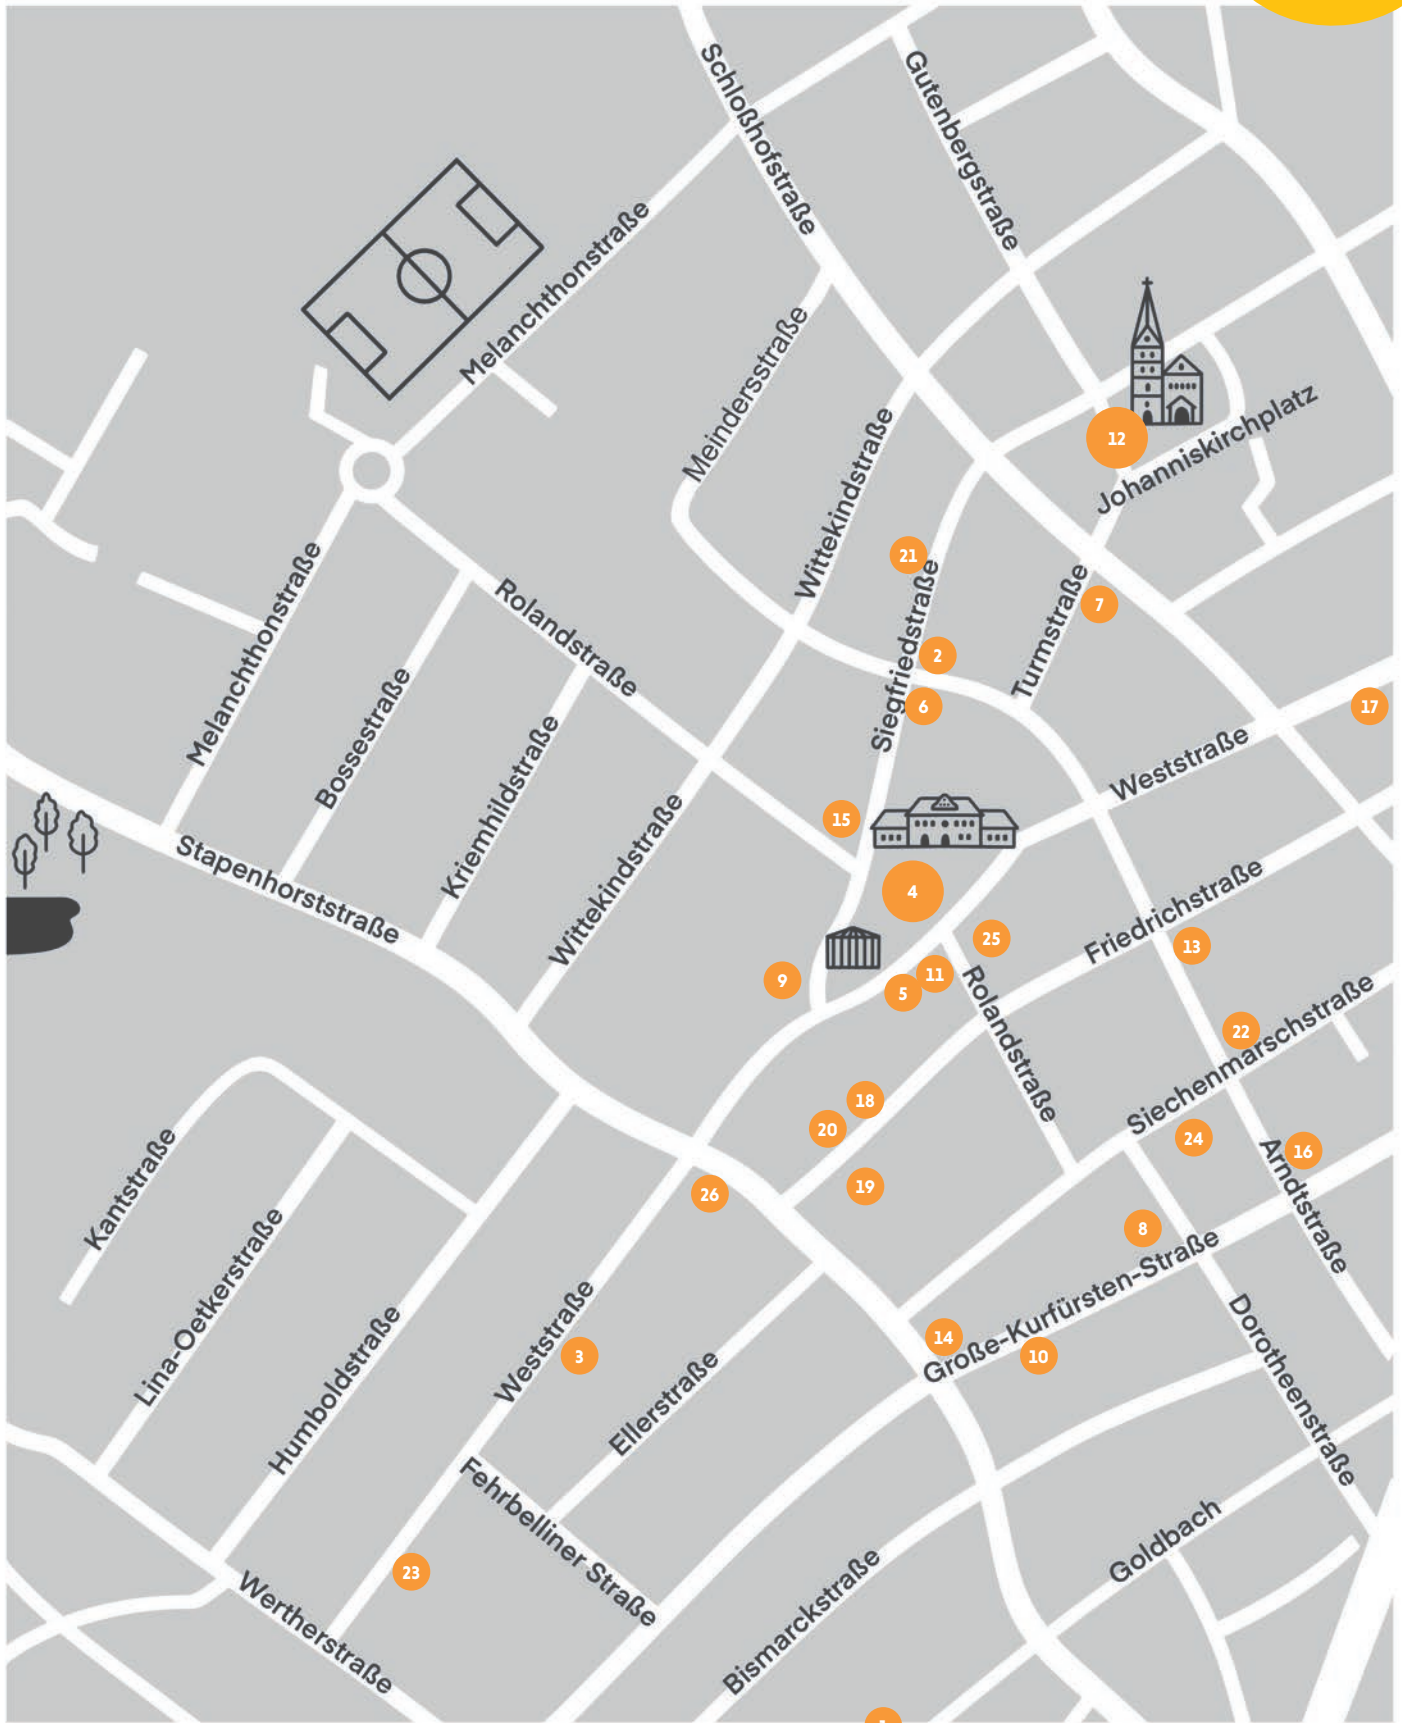 Schloßhofstraße
Gutenbergstraße
Melanchthonstraße
Meindersstraße
12
Johanniskirchplatz
Wittekindstraße
21
Siegfriedstraße
Turmstraße
7
Melanchthonstraße
Rolandstraße
2
6
17
Bossestraße
Kriemhildstraße
Weststraße
15
Wittekindstraße
Stapenhorststraße
4
Friedrichstraße
25
13
11
9
5
Rolandstraße
22
Siechenmarschstraße
18
20
24
16
Arndtstraße
19
26
Kantstraße
8
Lina-Oetkerstraße
Humboldstraße
Weststraße
3
14
Große-Kurfürsten-Straße
10
Dorotheenstraße
Ellerstraße
Fehrbelliner Straße
23
Goldbach
Bismarckstraße
Wertherstraße